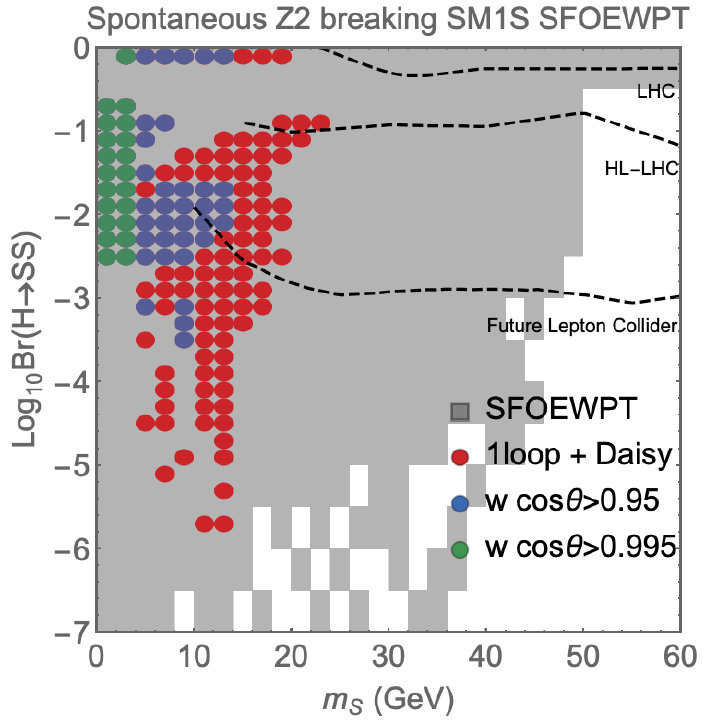 Spontaneous Z2 breaking SM1S SFOEWPT
Log₁₀Br(H→SS)
0
−1
−2
−3
−4
−5
−6
−7
LHC
HL−LHC
Future Lepton Collider
SFOEWPT
1loop + Daisy
w cosθ>0.95
w cosθ>0.995
0 10 20 30 40 50 60
m_S (GeV)